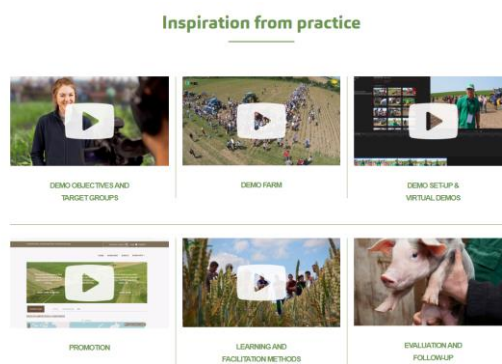 Inspiration from practice
DEMO OBJECTIVES AND
TARGET GROUPS
DEMO FARM
DEMO SET-UP &
VIRTUAL DEMOS
PROMOTION
LEARNING AND
FACILITATION METHODS
EVALUATION AND
FOLLOW-UP